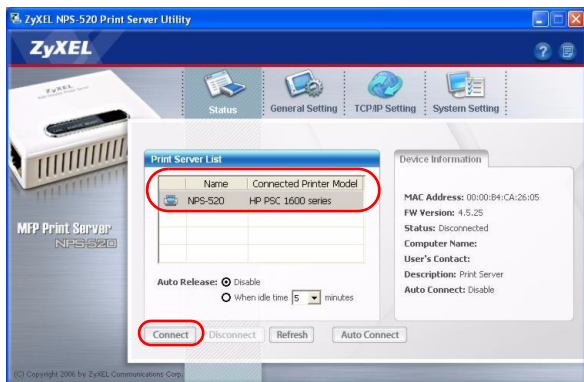 ZyXEL NPS-520 Print Server Utility
ZyXEL
ZyXEL
Status
General Setting
TCP/IP Setting
System Setting
Print Server List
Name Connected Printer Model
NPS-520 HP PSC 1600 series
Auto Release: Disable
When idle time 5 minutes
Connect
Disconnect
Refresh
Auto Connect
Device Information
MAC Address: 00:00:B4:CA:26:05
FW Version: 4.5.25
Status: Disconnected
Computer Name:
User's Contact:
Description: Print Server
Auto Connect: Disable
MFP Print Server
NPS-520
(C) Copyright 2006 by ZyXEL Communications Corp.